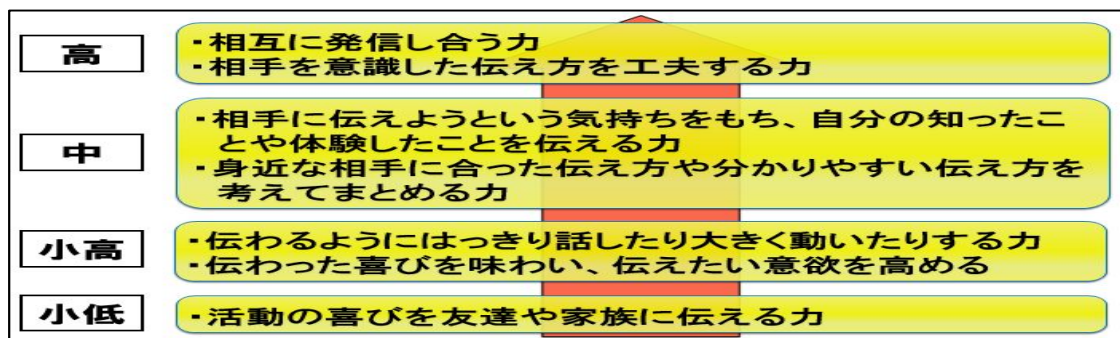 高
・相互に発信し合う力
・相手を意識した伝え方を工夫する力
中
・相手に伝えようという気持ちをもち、自分の知ったこ
とや体験したことを伝える力
・身近な相手に合った伝え方や分かりやすい伝え方を
考えてまとめる力
小高
・伝わるようにはっきり話したり大きく動いたりする力
・伝わった喜びを味わい、伝えたい意欲を高める
小低
・活動の喜びを友達や家族に伝える力